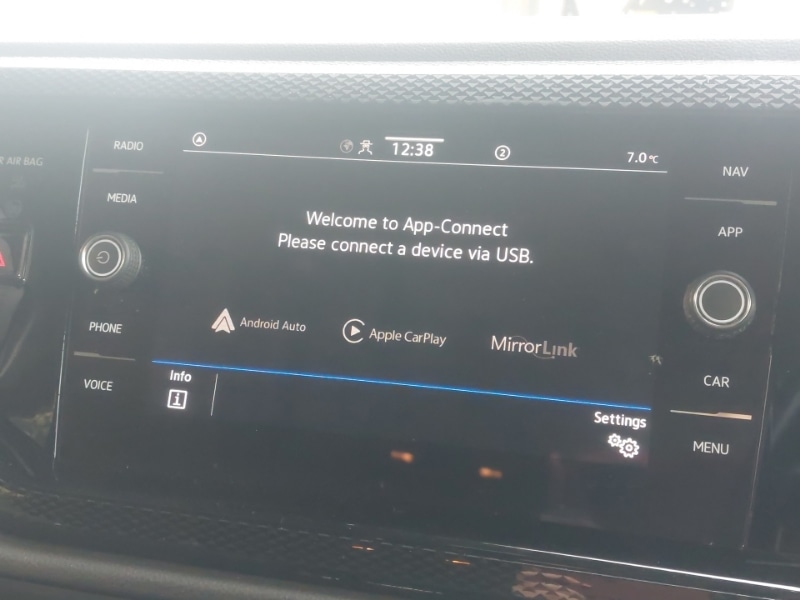 RADIO
12:38
2
7.0°C
NAV
R AIR BAG
MEDIA
APP
Welcome to App-Connect
Please connect a device via USB.
PHONE
Android Auto
Apple CarPlay
MirrorLink
VOICE
Info
i
CAR
Settings
MENU